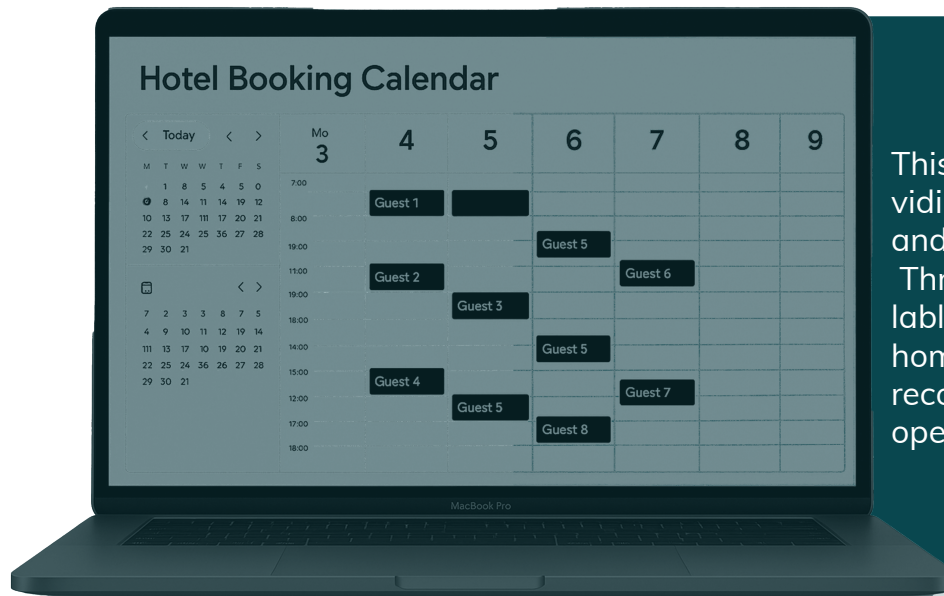 Hotel Booking Calendar
Today
M T W W T F S
1 8 5 4 5 0
6 8 14 11 14 19 12
10 13 17 111 17 20 21
22 25 24 25 36 27 28
29 30 21
7 2 3 3 8 7 5
4 9 10 11 12 19 14
111 13 17 10 19 20 21
22 25 24 36 26 27 28
29 30 21
Mo
3 4 5 6 7 8 9
7:00
Guest 1
8:00
19:00 Guest 5
11:00 Guest 2 Guest 6
19:00 Guest 3
18:00
14:00 Guest 5
15:00 Guest 4
12:00 Guest 5 Guest 7
17:00 Guest 8
18:00
MacBook Pro
This
vidi
and
Thr
labl
hom
reco
ope